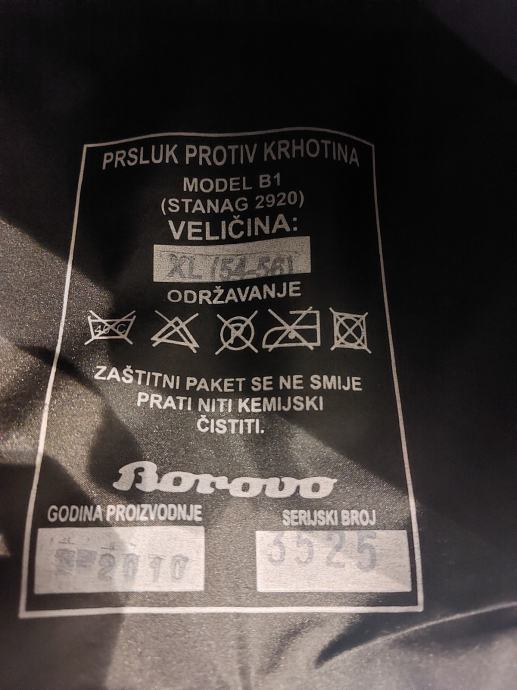 PRSLUK PROTIV KRHOTINA
MODEL B1
(STANAG 2920)
VELIČINA:
XL (54-56)
ODRŽAVANJE
40°C
ZAŠTITNI PAKET SE NE SMIJE
PRATI NITI KEMIJSKI
ČISTITI.
Borovo
GODINA PROIZVODNJE
2010
SERIJSKI BROJ
3525